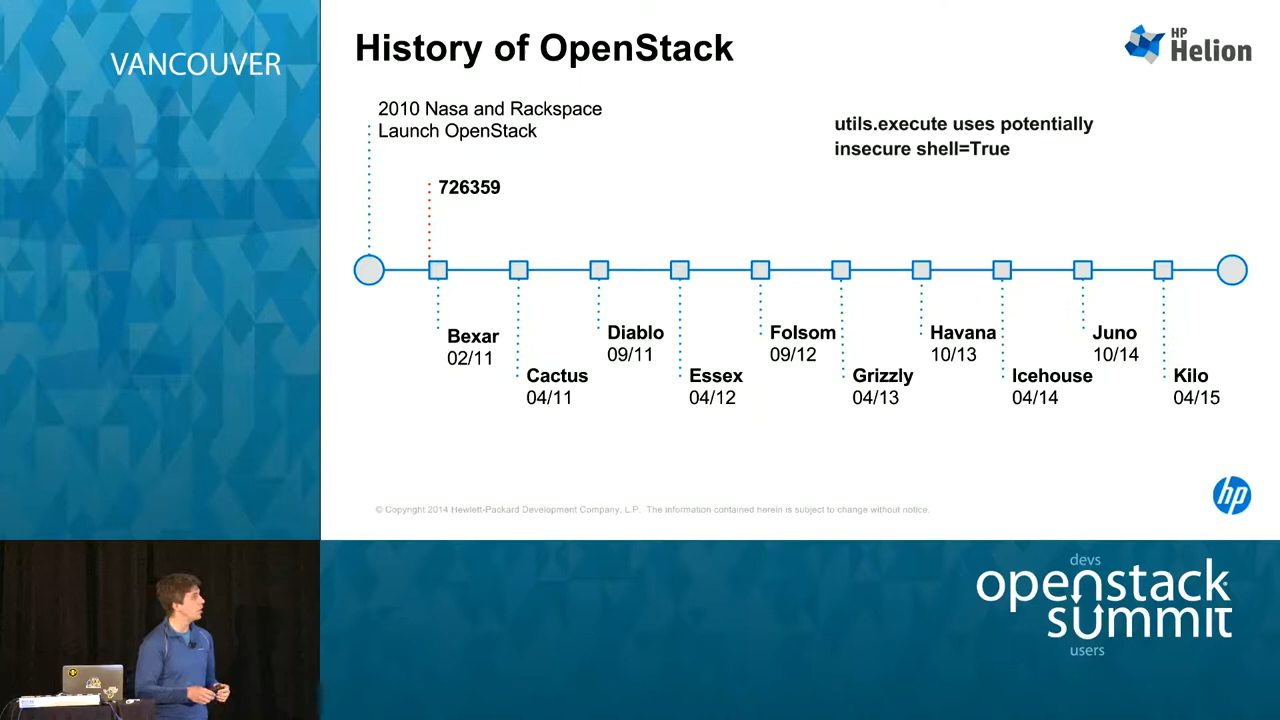 VANCOUVER
History of OpenStack
HP
Helion
2010 Nasa and Rackspace
Launch OpenStack
utils.execute uses potentially
insecure shell=True
726359
Bexar
02/11
Cactus
04/11
Diablo
09/11
Essex
04/12
Folsom
09/12
Grizzly
04/13
Havana
10/13
Icehouse
04/14
Juno
10/14
Kilo
04/15
© Copyright 2014 Hewlett-Packard Development Company, L.P. The information contained herein is subject to change without notice.
hp
devs
openstack
summit
users